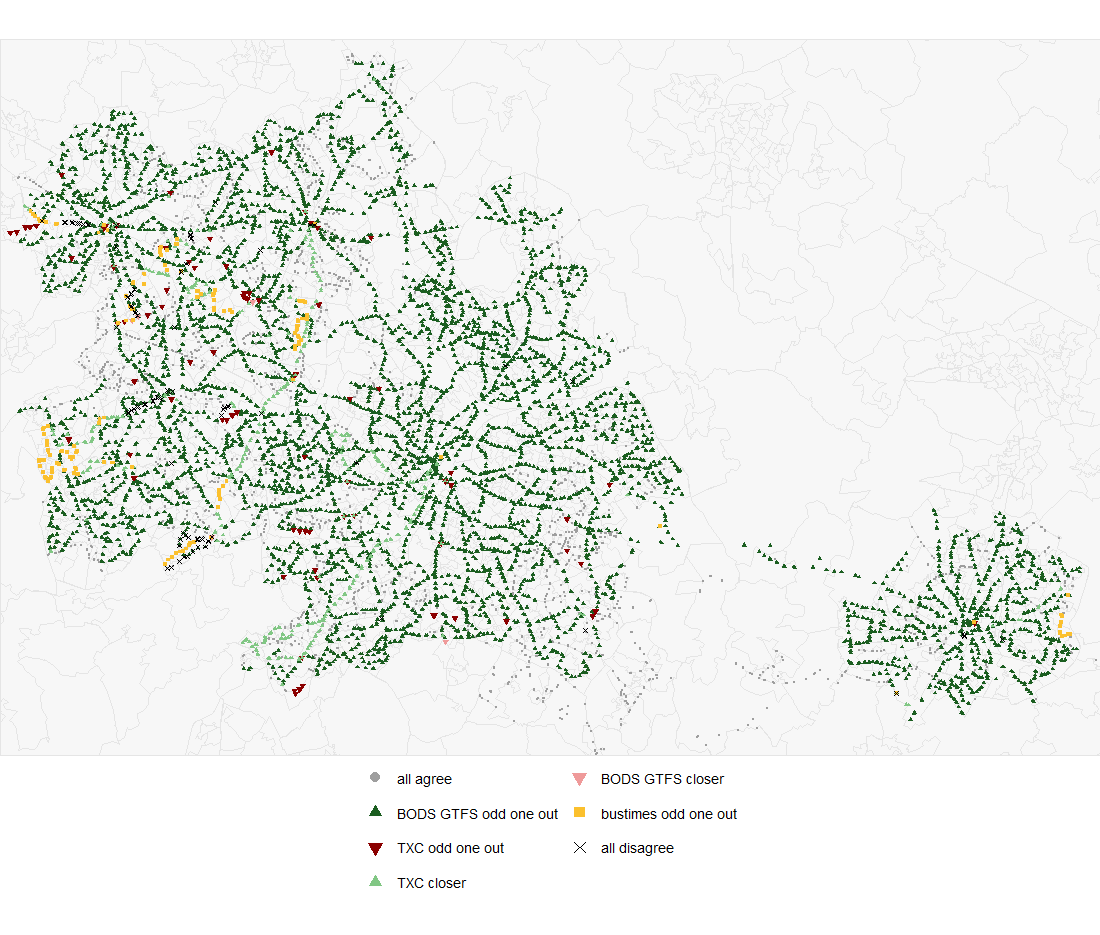 all agree
BODS GTFS odd one out
TXC odd one out
TXC closer
BODS GTFS closer
bustimes odd one out
all disagree